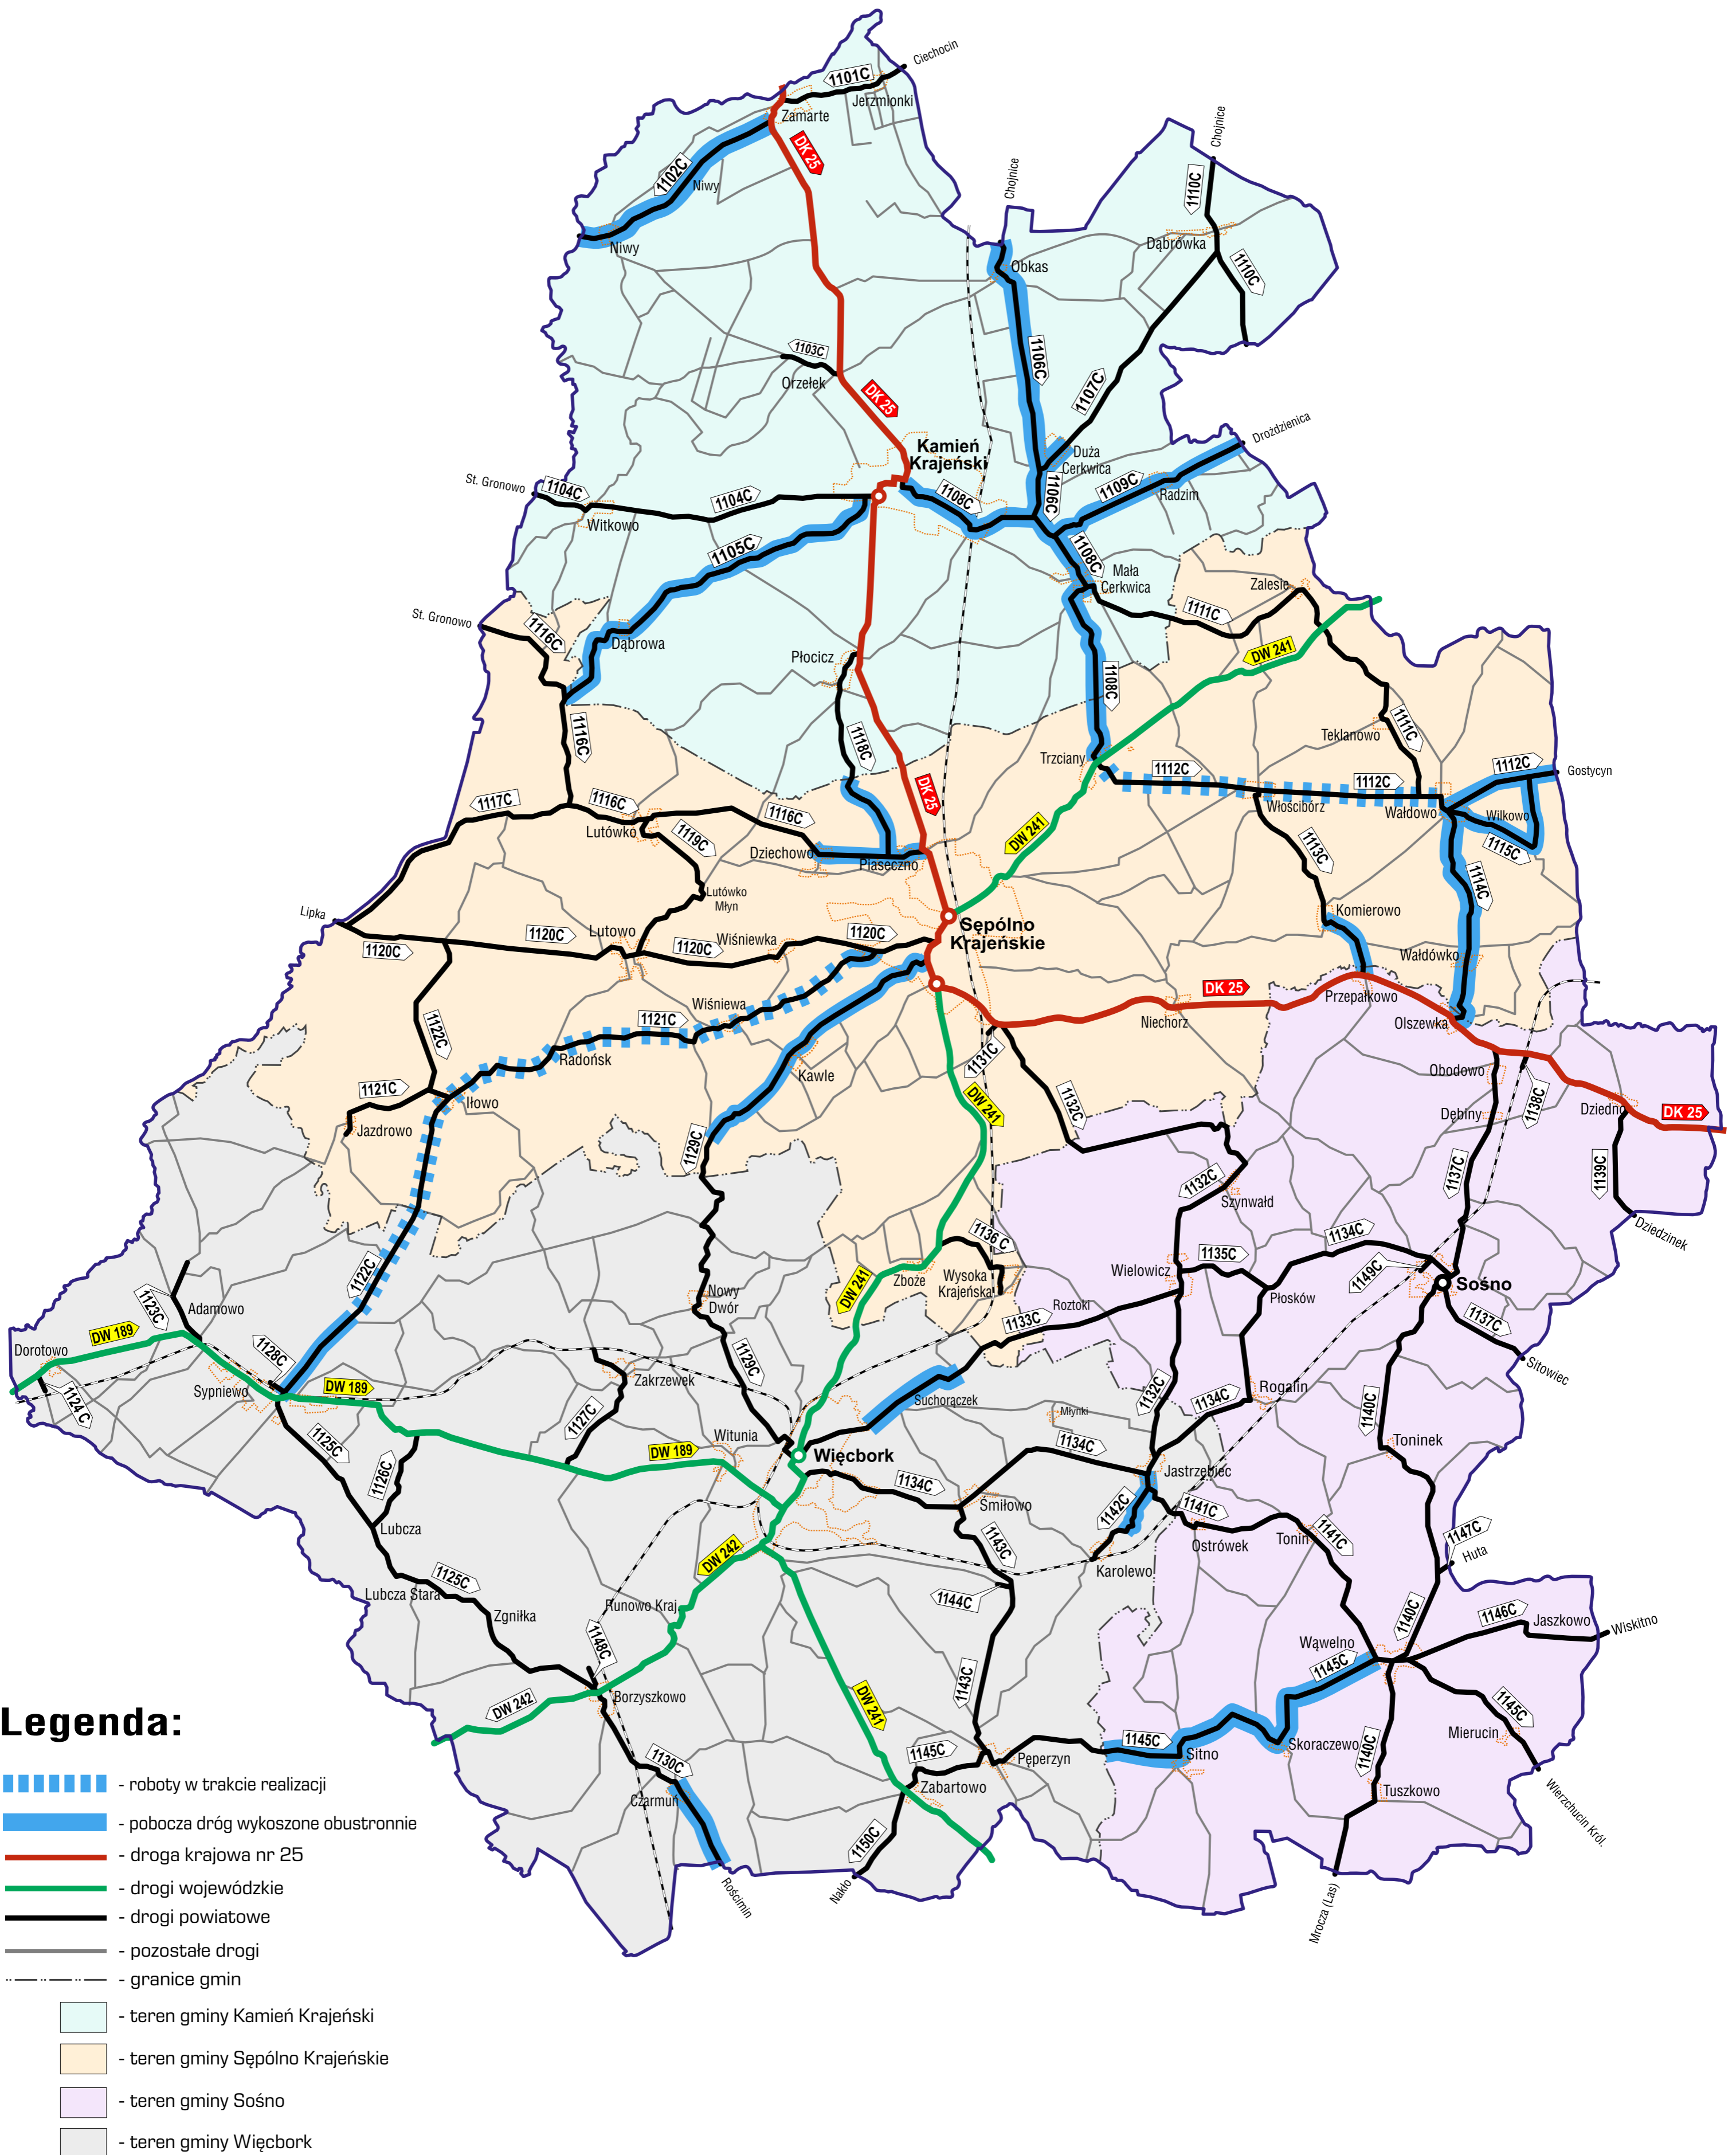 Ciechocin
1101C
Jerzmionki
Zamarte
DK 25
1102C
Niwy
Niwy
Chojnice
Chojnice
1110C
Dąbrówka
1110C
Obkas
1106C
1103C
Orzełek
DK 25
1107C
Kamień
Krajeński
Duża
Cerkwica
Drożdzienica
St. Gronowo
1104C
1104C
1108C
1106C
1109C
Radzim
Witkowo
1105C
1108C
Mała
Cerkwica
Zalesie
St. Gronowo
1116C
Dąbrowa
1111C
DW 241
Płocicz
1108C
1116C
1118C
Teklanowo
1111C
Trzciany
1112C
1112C
1112C
Gostycyn
DK 25
1117C
1116C
1116C
Lutówko
1119C
Włościbórz
Wałdowo
Wilkowo
DW 241
Dziechowo
Piaseczno
1113C
1115C
1114C
Lutówko
Młyn
Lipka
Komierowo
Sępólno
Krajeńskie
1120C
1120C
Lutowo
1120C
Wiśniewka
1120C
Wałdówko
Wiśniewa
1121C
DK 25
Niechorz
Przepałkowo
Olszewka
1122C
Radońsk
Kawle
1131C
1132C
Obodowo
1138C
1121C
Iłowo
Jazdrowo
DW 241
Dębiny
Dziedno
DK 25
1129C
1132C
Szynwałd
1137C
1139C
Dziedzinek
1122C
1136 C
1134C
1135C
Wielowicz
1149C
Sośno
Zboże
Wysoka
Krajeńska
DW 241
Płosków
1123C
Adamowo
Nowy
Dwór
Roztoki
1133C
1137C
DW 189
Dorotowo
1128C
1129C
Sitowiec
1124 C
Sypniewo
DW 189
Zakrzewek
Suchorączek
1132C
Rogalin
1134C
1140C
Młynki
1127C
1125C
Witunia
DW 189
1134C
Toninek
1126C
Więcbork
1134C
Jastrzębiec
Śmiłowo
1142C
1141C
Lubcza
Ostrówek
Tonin
1141C
1147C
Huta
DW 242
1143C
Karolewo
1125C
Lubcza Stara
1144C
Zgniłka
Runowo Kraj.
1140C
1146C
Jaszkowo
Wiskitno
1148C
Wąwelno
1145C
1143C
Borzyszkowo
DW 242
DW 241
1145C
Mierucin
1145C
Sitno
Skoraczewo
1140C
Pęperzyn
1145C
1130C
Zabartowo
Czarmuń
Tuszkowo
Wierzchucin Król.
1150C
Nakło
Rościmin
Mrocza (Las)
Legenda:
- roboty w trakcie realizacji
- pobocza dróg wykoszone obustronnie
- droga krajowa nr 25
- drogi wojewódzkie
- drogi powiatowe
- pozostałe drogi
- granice gmin
- teren gminy Kamień Krajeński
- teren gminy Sępólno Krajeńskie
- teren gminy Sośno
- teren gminy Więcbork